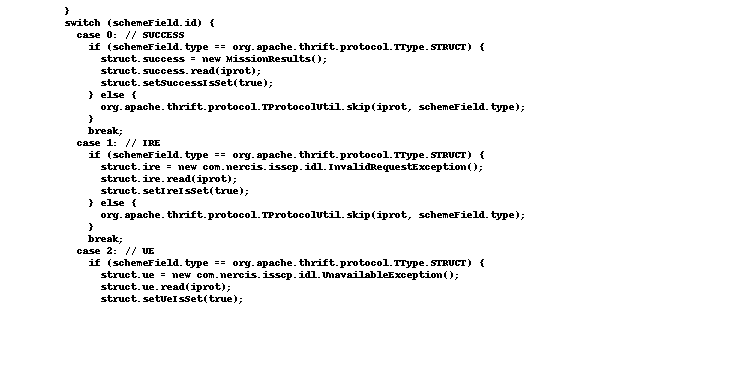 }
switch (schemeField.id) {
case 0: // SUCCESS
if (schemeField.type == org.apache.thrift.protocol.TType.STRUCT) {
struct.success = new MissionResults();
struct.success.read(iprot);
struct.setSuccessIsSet(true);
} else {
org.apache.thrift.protocol.TProtocolUtil.skip(iprot, schemeField.type);
}
break;
case 1: // IRE
if (schemeField.type == org.apache.thrift.protocol.TType.STRUCT) {
struct.ire = new com.nercis.isscp.idl.InvalidRequestException();
struct.ire.read(iprot);
struct.setIreIsSet(true);
} else {
org.apache.thrift.protocol.TProtocolUtil.skip(iprot, schemeField.type);
}
break;
case 2: // UE
if (schemeField.type == org.apache.thrift.protocol.TType.STRUCT) {
struct.ue = new com.nercis.isscp.idl.UnavailableException();
struct.ue.read(iprot);
struct.setUeIsSet(true);